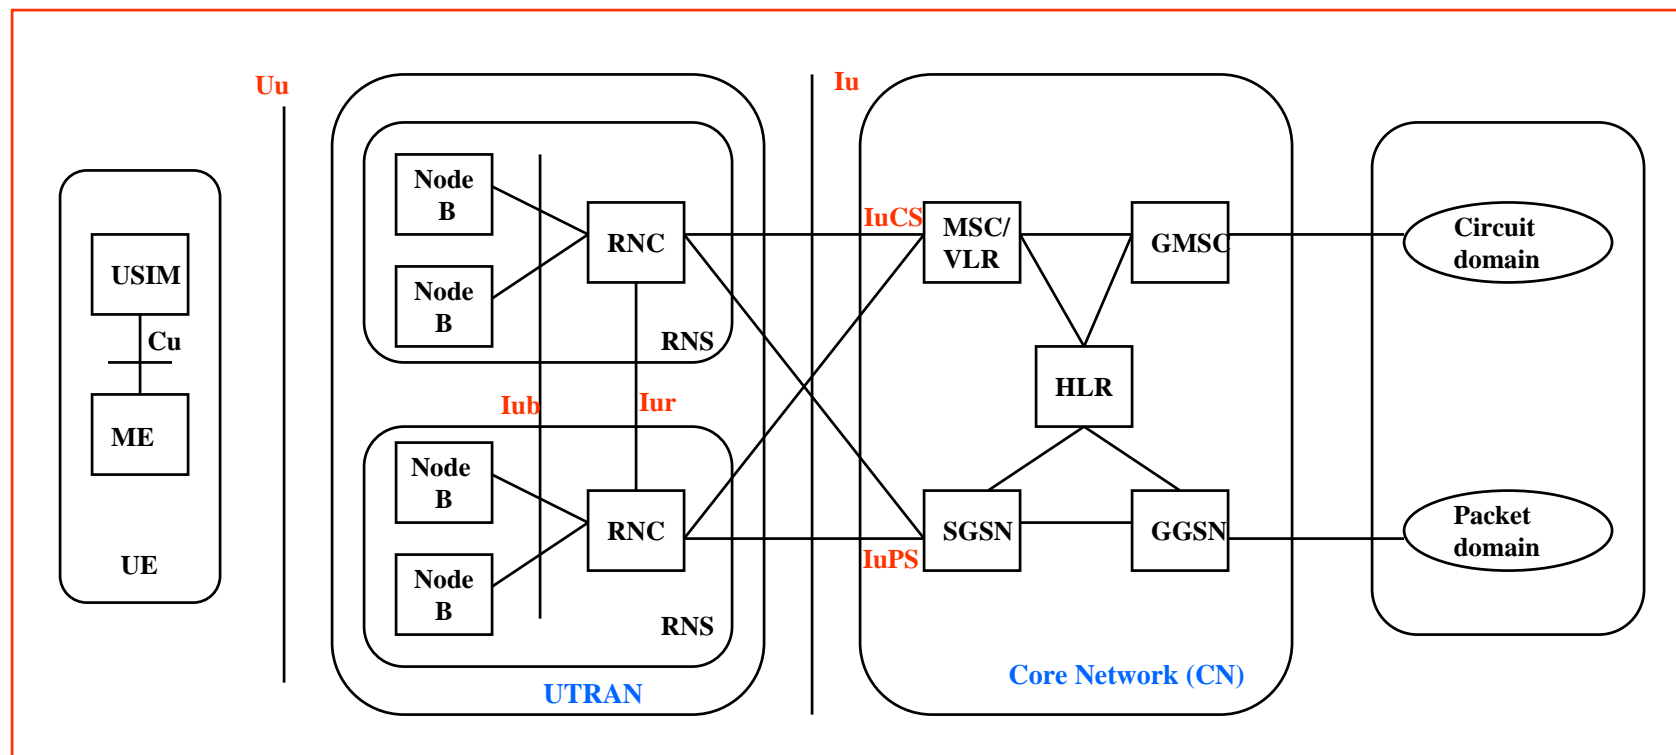 Uu
Iu
Node
B
Node
B
RNC
RNS
USIM
Cu
ME
UE
Iub
Iur
Node
B
Node
B
RNC
RNS
UTRAN
IuCS
MSC/
VLR
GMSC
HLR
SGSN
GGSN
IuPS
Core Network (CN)
Circuit
domain
Packet
domain